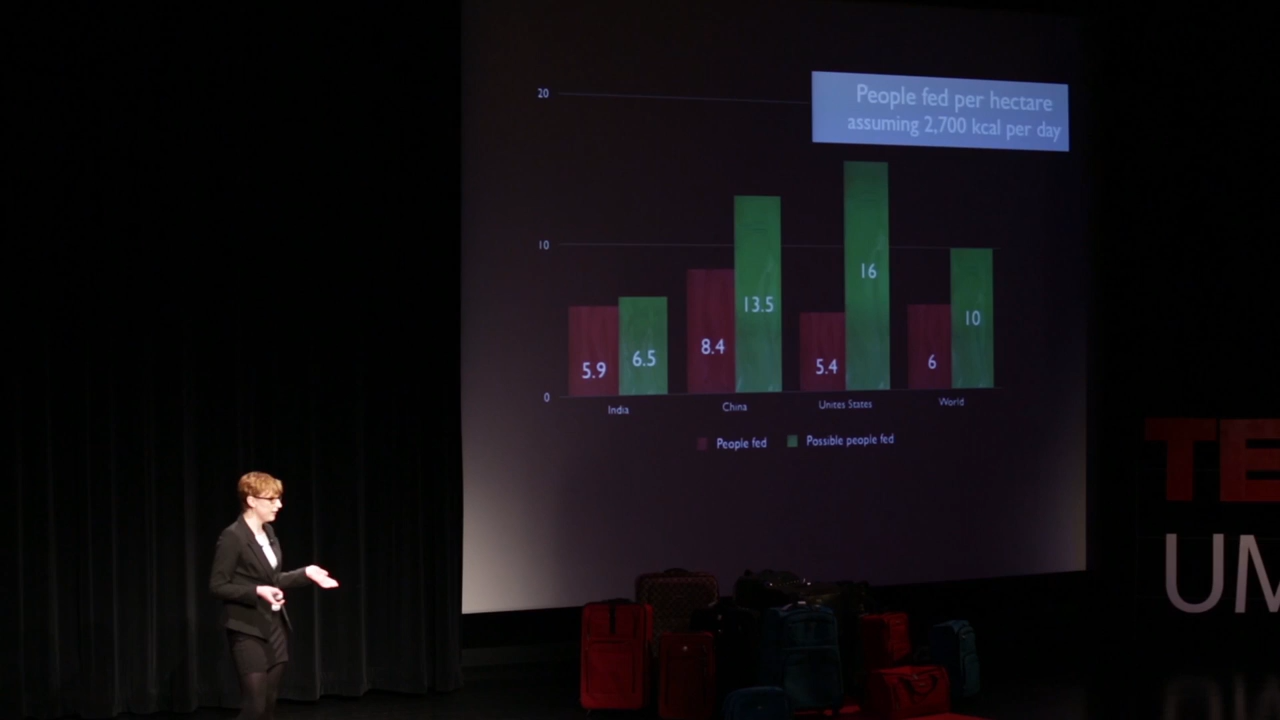 People fed per hectare
assuming 2,700 kcal per day
20
10
0
5.9
6.5
8.4
13.5
5.4
16
6
10
India
China
Unites States
World
People fed
Possible people fed
TE
UM